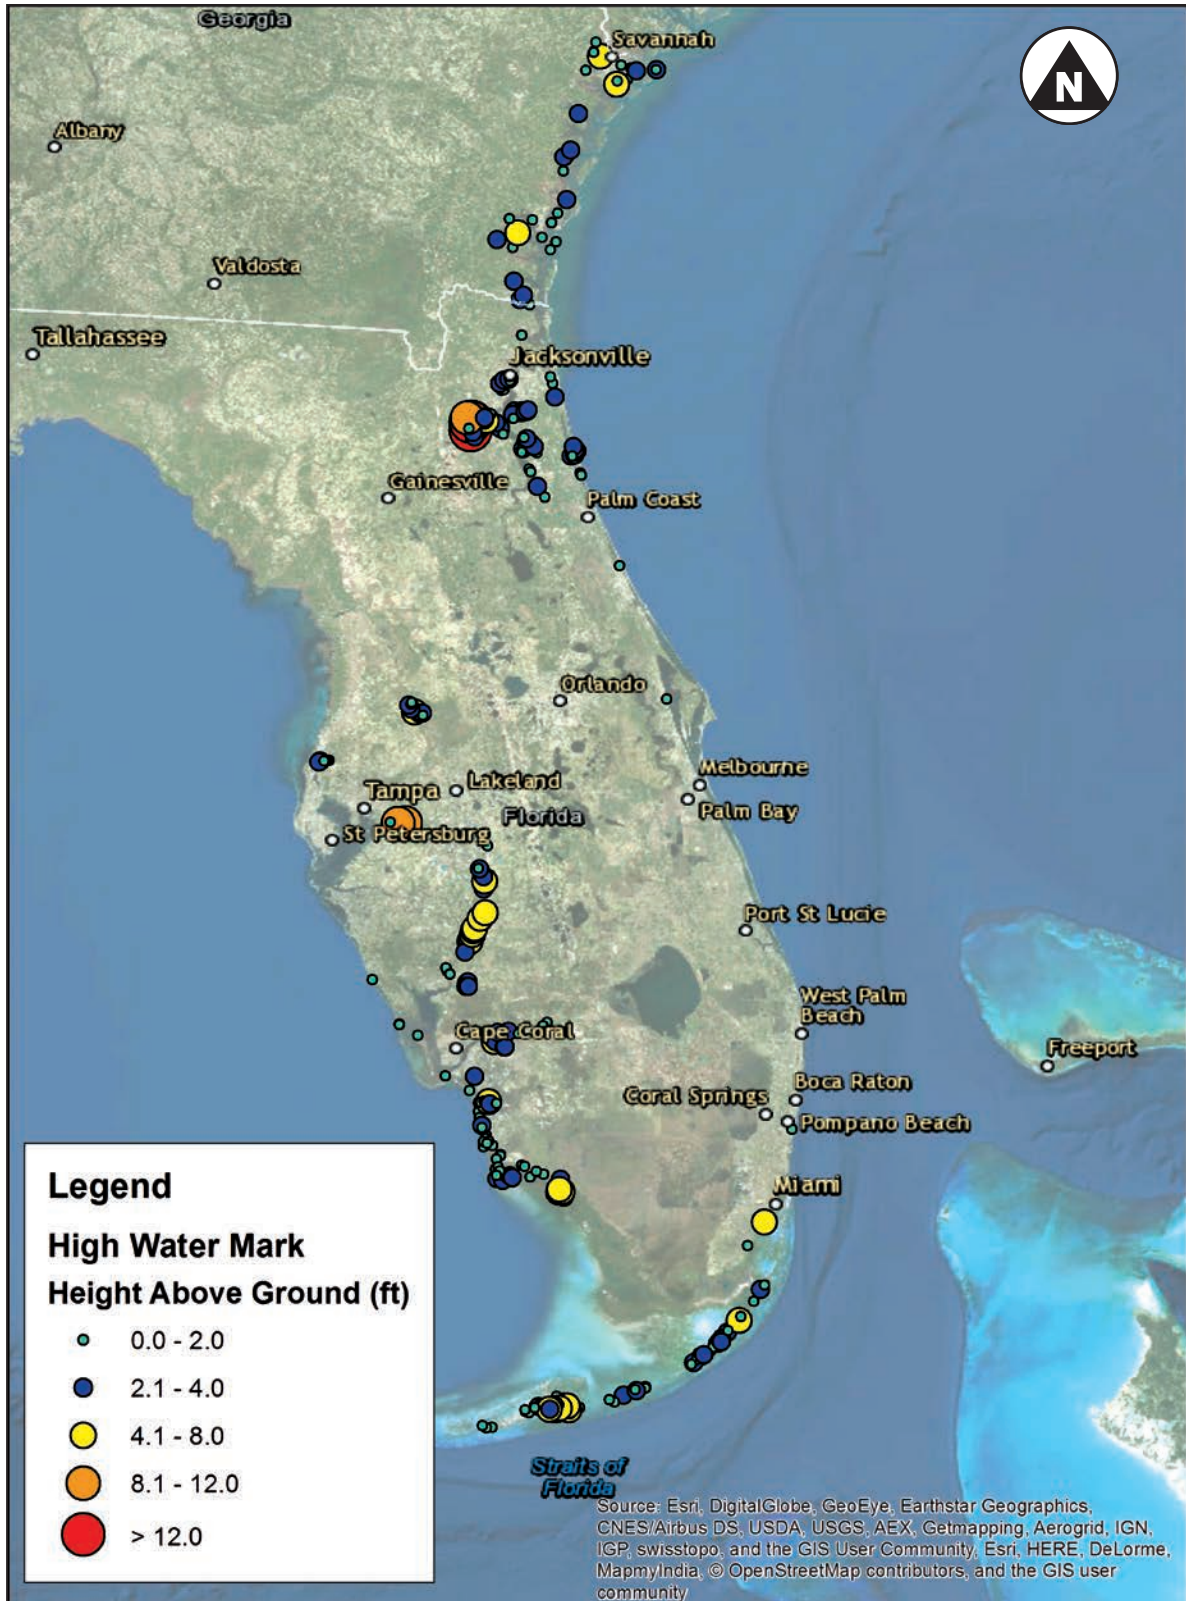 Georgia
Savannah
N
Albany
Valdosta
Tallahassee
Jacksonville
Gainesville
Palm Coast
Orlando
Melbourne
Lakeland
Tampa
Palm Bay
Florida
St Petersburg
Port St Lucie
West Palm
Beach
Cape Coral
Freeport
Boca Raton
Coral Springs
Pompano Beach
Miami
Legend
High Water Mark
Height Above Ground (ft)
0.0 - 2.0
2.1 - 4.0
4.1 - 8.0
8.1 - 12.0
> 12.0
Straits of
Florida
Source: Esri, DigitalGlobe, GeoEye, Earthstar Geographics,
CNES/Airbus DS, USDA, USGS, AEX, Getmapping, Aerogrid, IGN,
IGP, swisstopo, and the GIS User Community, Esri, HERE, DeLorme,
MapmyIndia, © OpenStreetMap contributors, and the GIS user
community